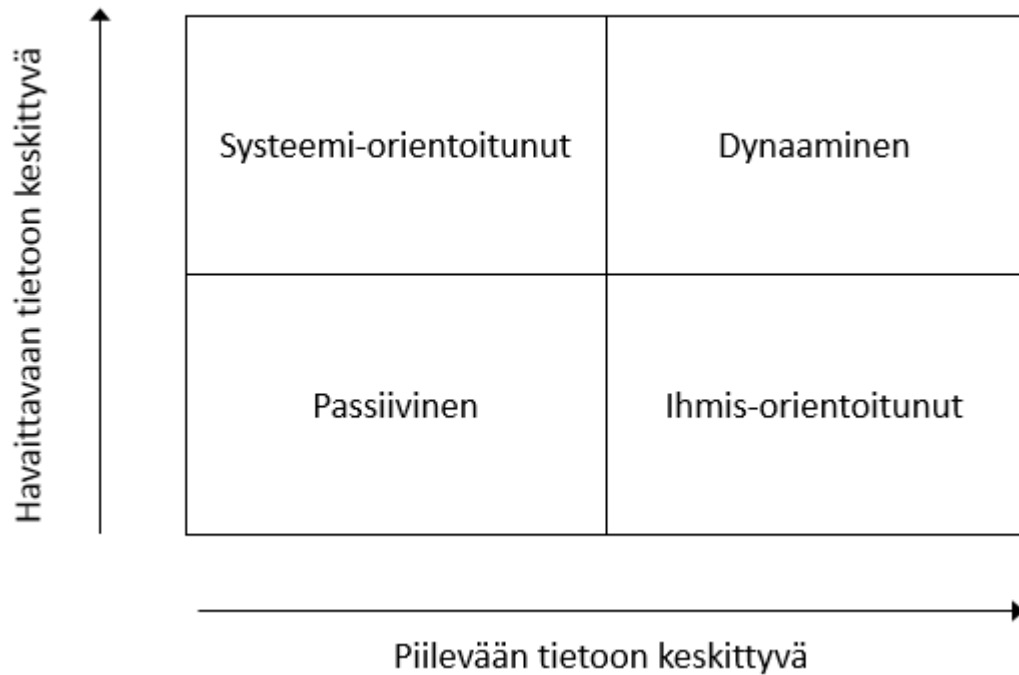 Havaittavaan tietoon keskittyvä
Systeemi-orientoitunut
Dynaaminen
Passiivinen
Ihmis-orientoitunut
Piilevään tietoon keskittyvä